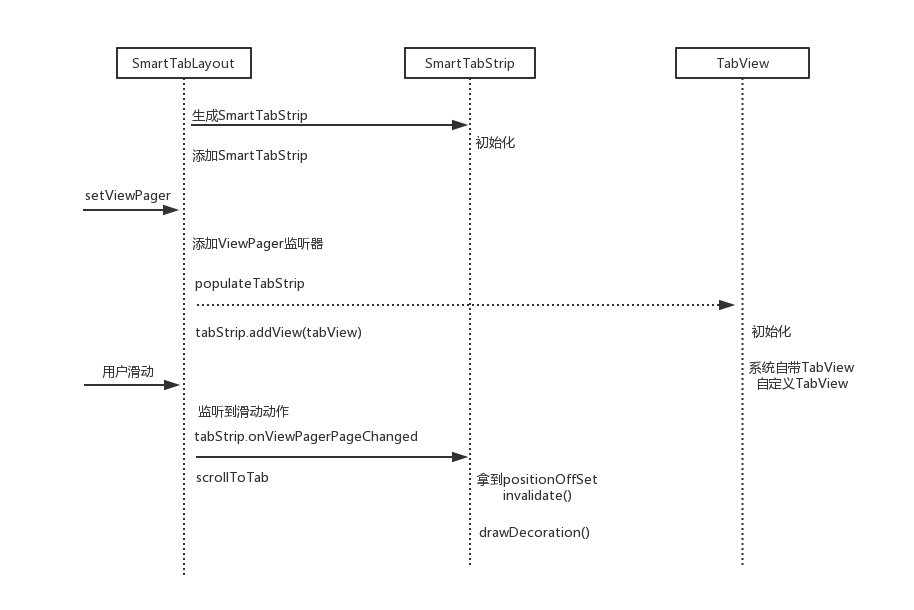 SmartTabLayout
SmartTabStrip
TabView
生成SmartTabStrip
初始化
添加SmartTabStrip
setViewPager
添加ViewPager监听器
populateTabStrip
tabStrip.addView(tabView)
初始化
用户滑动
系统自带TabView
自定义TabView
监听到滑动动作
tabStrip.onViewPagerPageChanged
scrollToTab
拿到positionOffSet
invalidate()
drawDecoration()